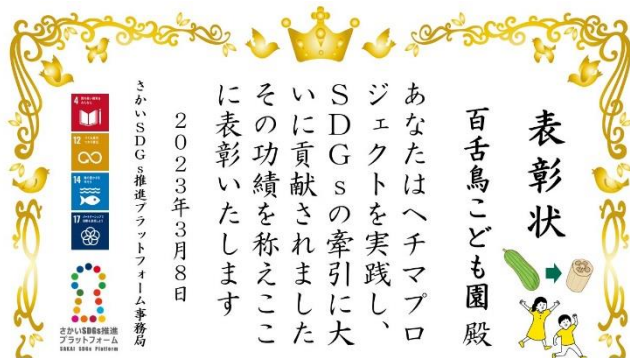 表彰状
百舌鳥こども園 殿
あなたはヘチマプロ
ジェクトを実践し、
SDGsの牽引に大
いに貢献されました
その功績を称えここ
に表彰いたします
2023年3月8日
さかいSDGs推進プラットフォーム事務局
4
12
14
17
さかいSDGs推進
プラットフォーム
SAKAI SDGs Platform